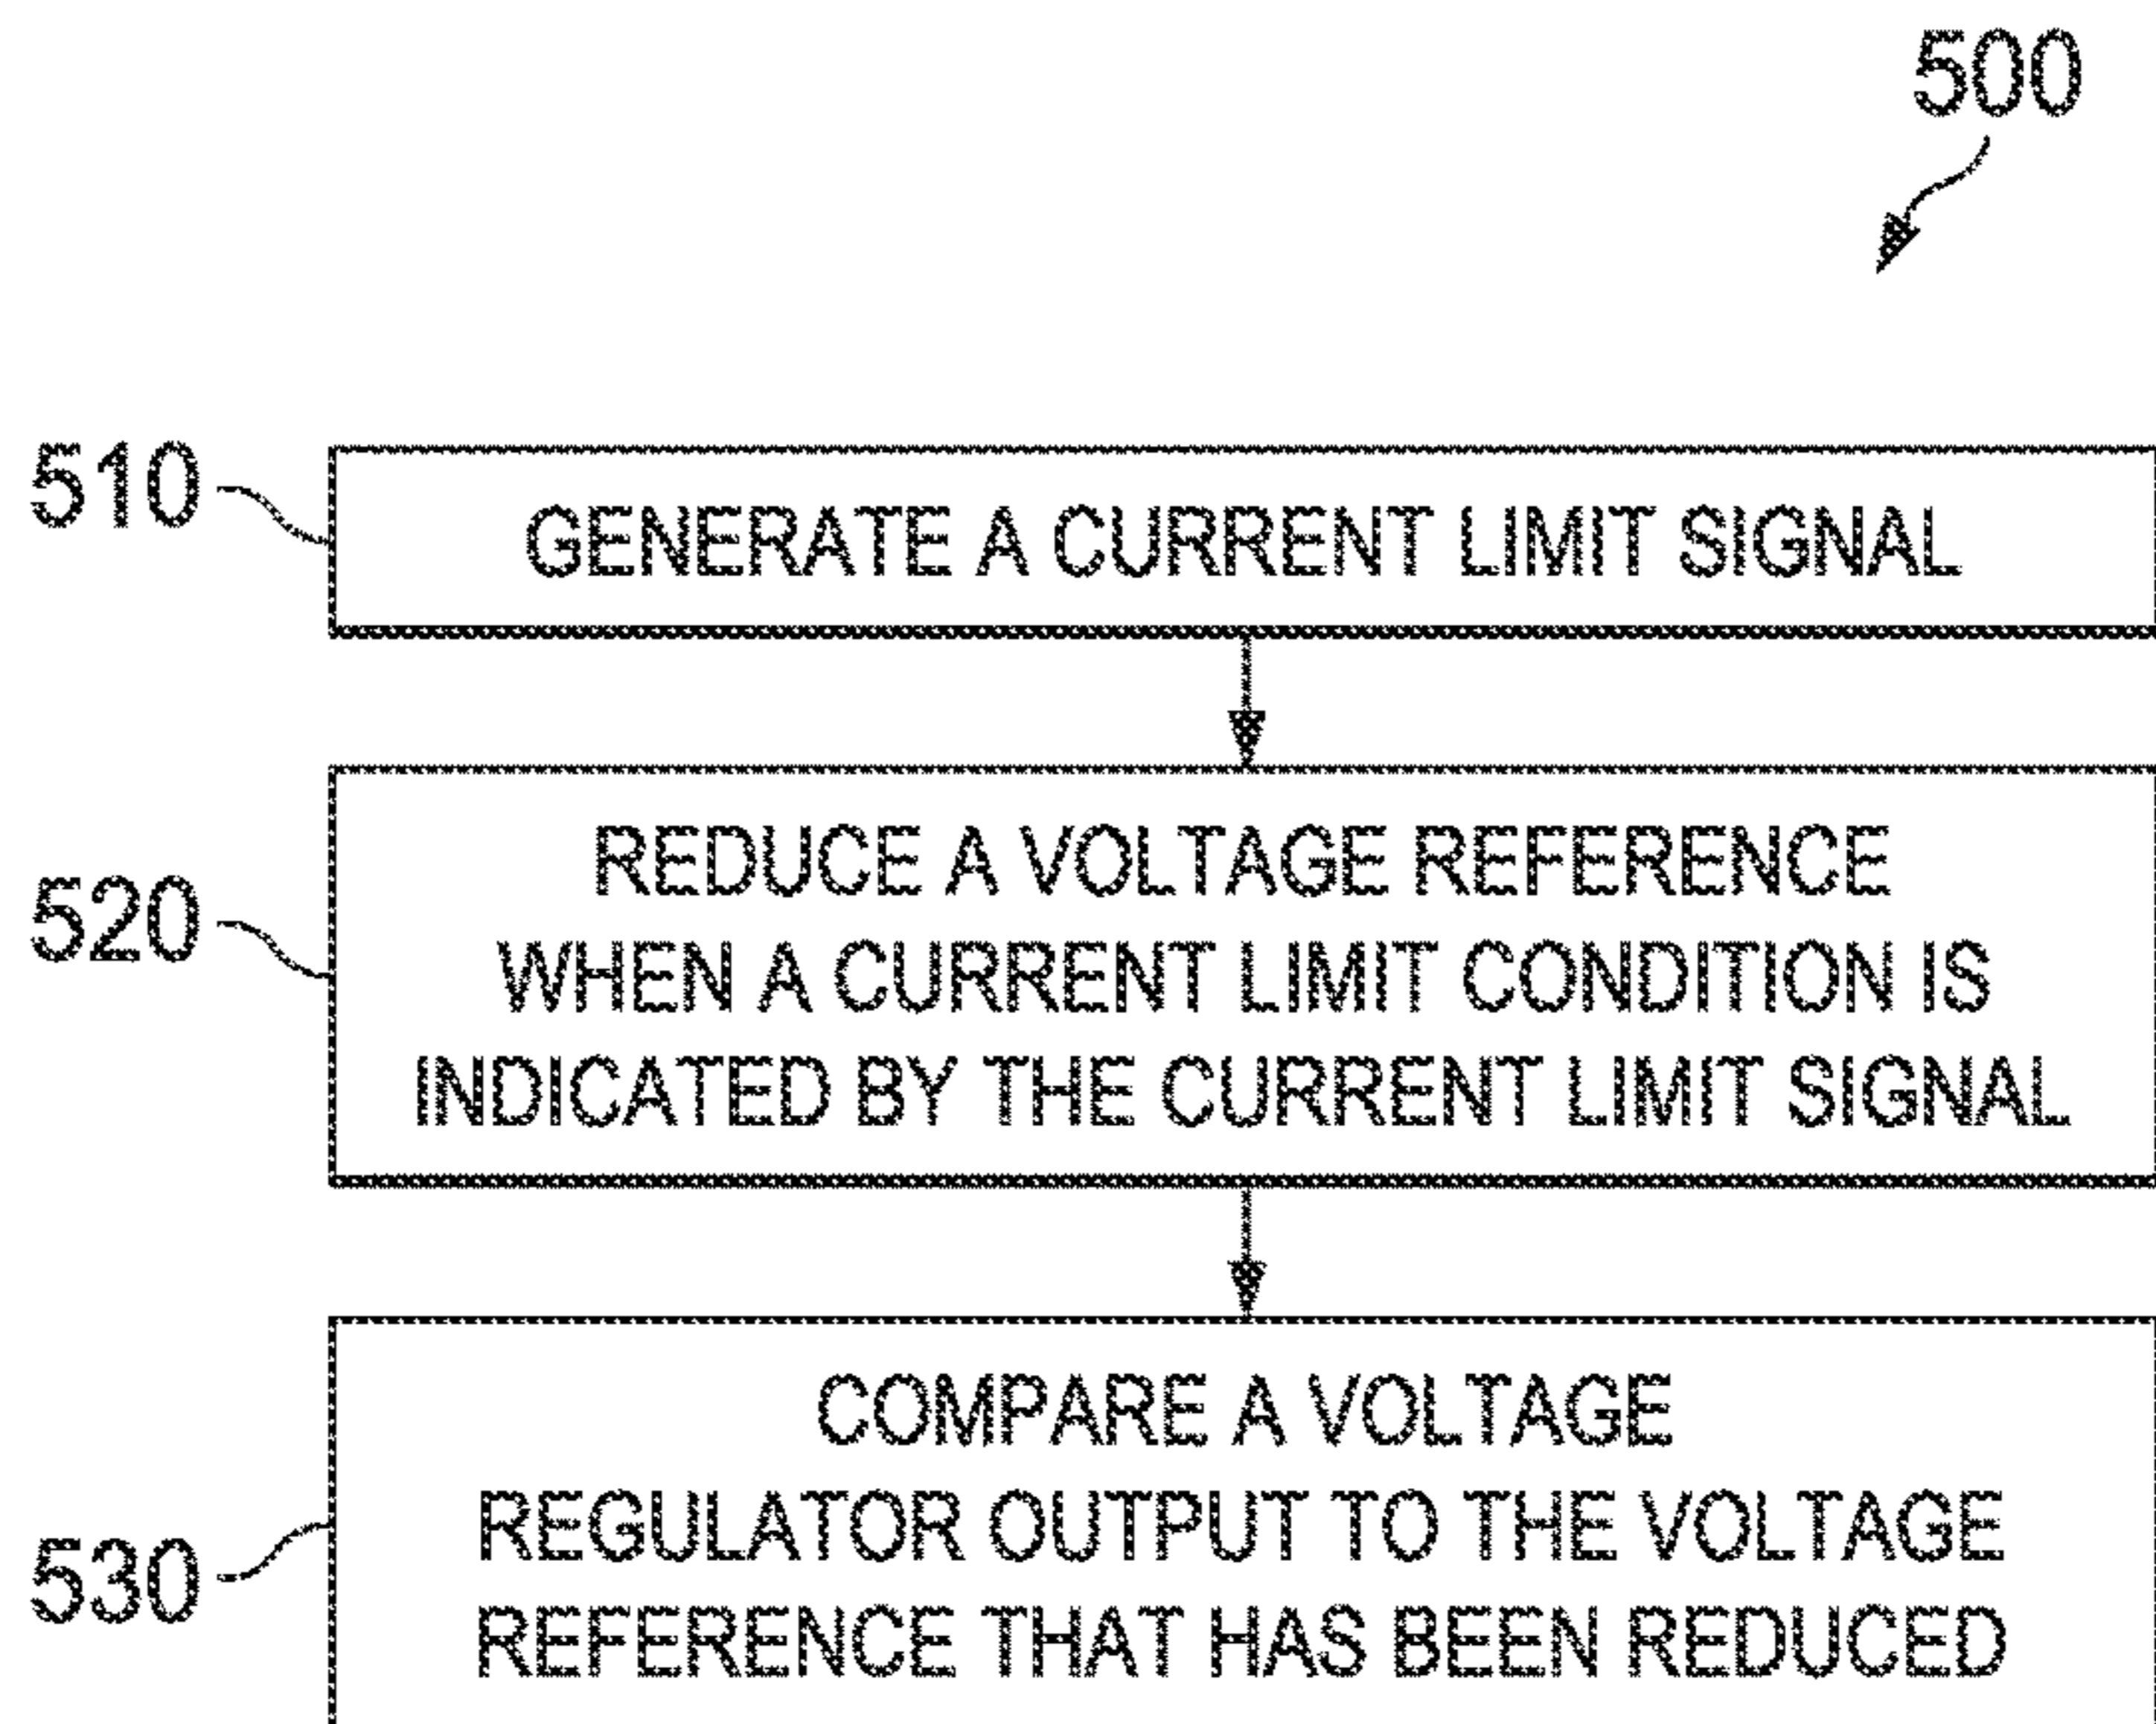 500
510
GENERATE A CURRENT LIMIT SIGNAL
520
REDUCE A VOLTAGE REFERENCE
WHEN A CURRENT LIMIT CONDITION IS
INDICATED BY THE CURRENT LIMIT SIGNAL
530
COMPARE A VOLTAGE
REGULATOR OUTPUT TO THE VOLTAGE
REFERENCE THAT HAS BEEN REDUCED